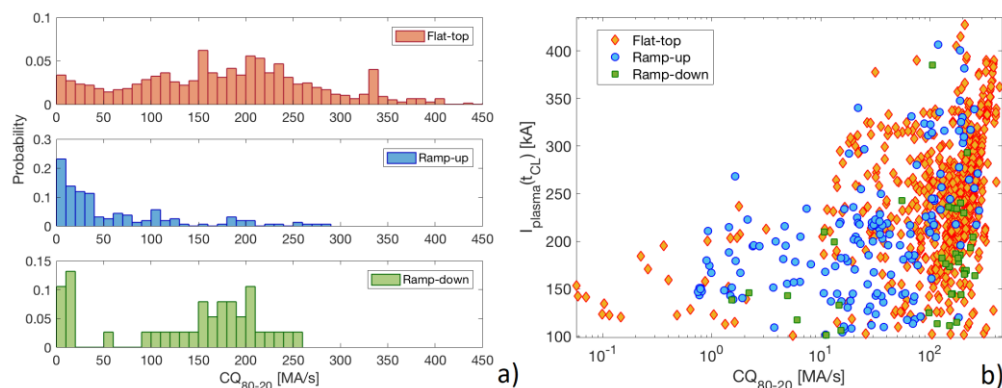 0.1
Flat-top
0.05
0
0 50 100 150 200 250 300 350 400 450
0.3
Ramp-up
0.2
0.1
0
0 50 100 150 200 250 300 350 400 450
0.15
Ramp-down
0.1
0.05
0
0 50 100 150 200 250 300 350 400 450
Probability
CQ80-20 [MA/s]
a)
Flat-top
Ramp-up
Ramp-down
400
350
300
250
200
150
100
Iplasma(tCL) [kA]
10-1 100 101 102
CQ80-20 [MA/s]
b)